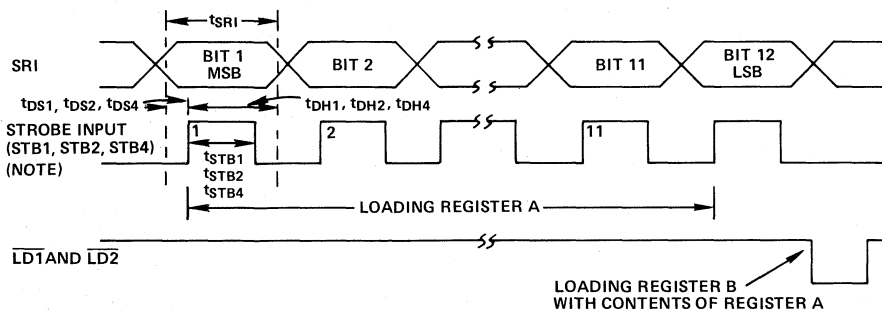 tSRI
SRI
BIT 1
MSB
BIT 2
BIT 11
BIT 12
LSB
tDS1, tDS2, tDS4
tDH1, tDH2, tDH4
STROBE INPUT
(STB1, STB2, STB4)
(NOTE)
1
2
11
tSTB1
tSTB2
tSTB4
LOADING REGISTER A
LD1 AND LD2
LOADING REGISTER B
WITH CONTENTS OF REGISTER A